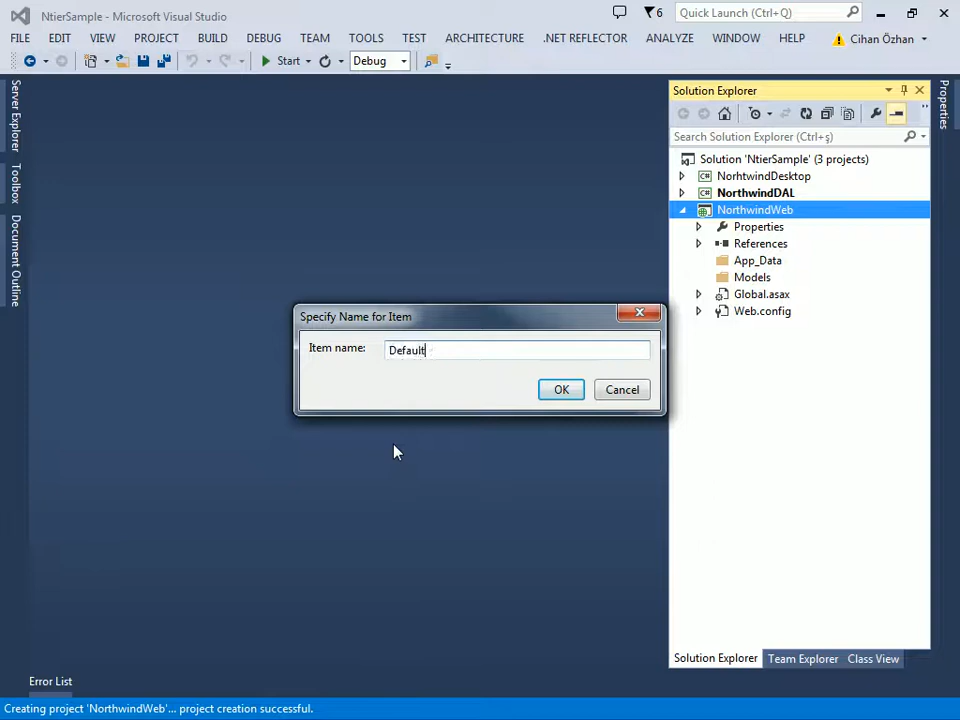 NtierSample - Microsoft Visual Studio
6
Quick Launch (Ctrl+Q)
FILE EDIT VIEW PROJECT BUILD DEBUG TEAM TOOLS TEST ARCHITECTURE .NET REFLECTOR ANALYZE WINDOW HELP Cihan Özhan
Start Debug
Server Explorer
Toolbox
Document Outline
Solution Explorer
Search Solution Explorer (Ctrl+ş)
Solution 'NtierSample' (3 projects)
C# NorhtwindDesktop
C# NorthwindDAL
NorthwindWeb
Properties
References
App_Data
Models
Global.asax
Web.config
Properties
Specify Name for Item
Item name: Default
OK Cancel
Solution Explorer Team Explorer Class View
Error List
Creating project 'NorthwindWeb'... project creation successful.